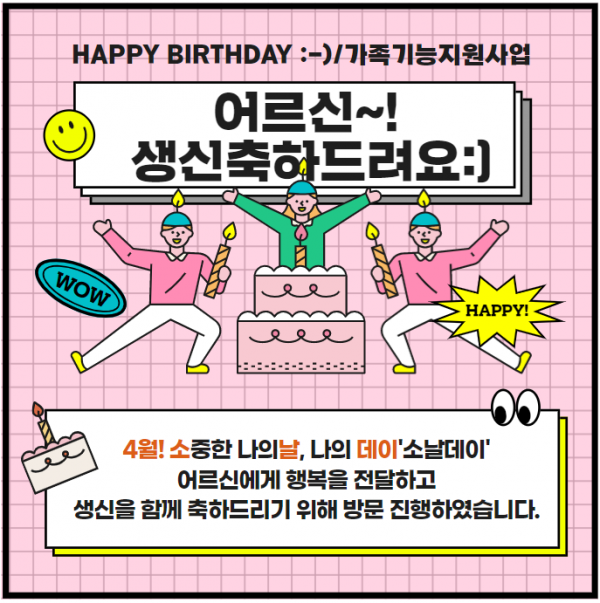 HAPPY BIRTHDAY :-)/가족기능지원사업
어르신~!
생신축하드려요:)
WOW
HAPPY!
4월! 소중한 나의날, 나의 데이'소날데이'
어르신에게 행복을 전달하고
생신을 함께 축하드리기 위해 방문 진행하였습니다.